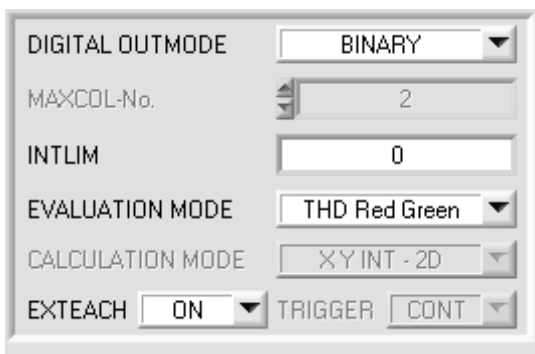 DIGITAL OUTMODE BINARY
MAXCOL-No. 2
INTLIM 0
EVALUATION MODE THD Red Green
CALCULATION MODE X Y INT - 2D
EXTEACH ON TRIGGER CONT